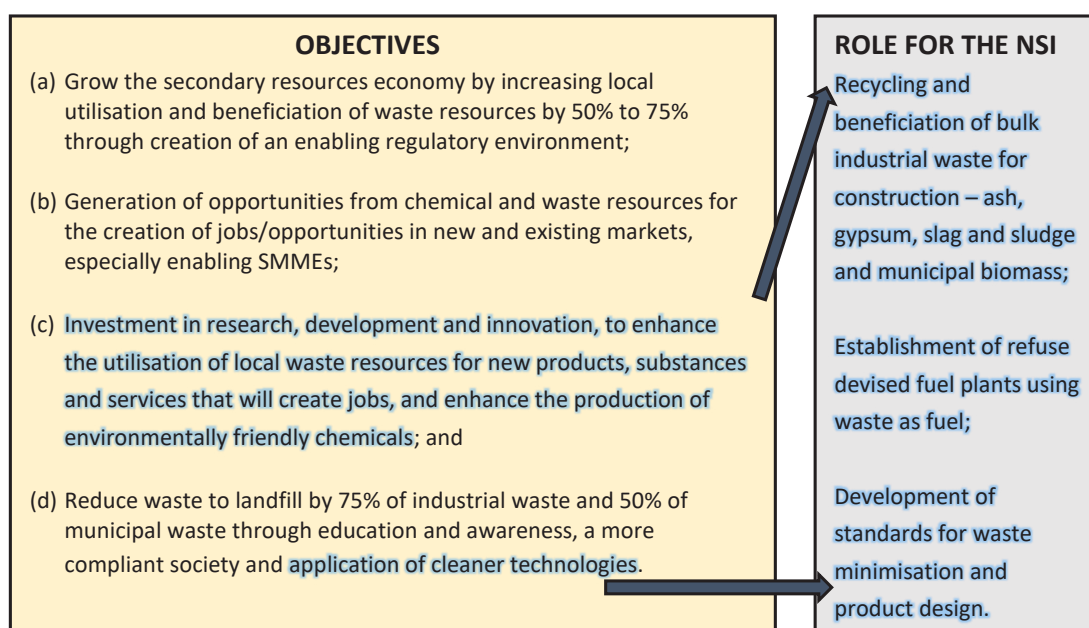 OBJECTIVES
(a) Grow the secondary resources economy by increasing local
utilisation and beneficiation of waste resources by 50% to 75%
through creation of an enabling regulatory environment;
(b) Generation of opportunities from chemical and waste resources for
the creation of jobs/opportunities in new and existing markets,
especially enabling SMMEs;
(c) Investment in research, development and innovation, to enhance
the utilisation of local waste resources for new products, substances
and services that will create jobs, and enhance the production of
environmentally friendly chemicals; and
(d) Reduce waste to landfill by 75% of industrial waste and 50% of
municipal waste through education and awareness, a more
compliant society and application of cleaner technologies.
ROLE FOR THE NSI
Recycling and
beneficiation of bulk
industrial waste for
construction – ash,
gypsum, slag and sludge
and municipal biomass;
Establishment of refuse
devised fuel plants using
waste as fuel;
Development of
standards for waste
minimisation and
product design.